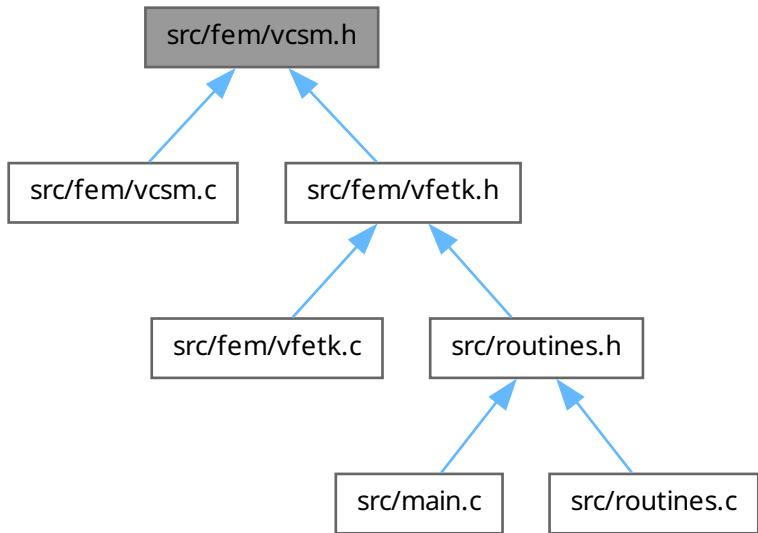 src/fem/vcsm.h
src/fem/vcsm.c
src/fem/vfetk.h
src/fem/vfetk.c
src/routines.h
src/main.c
src/routines.c